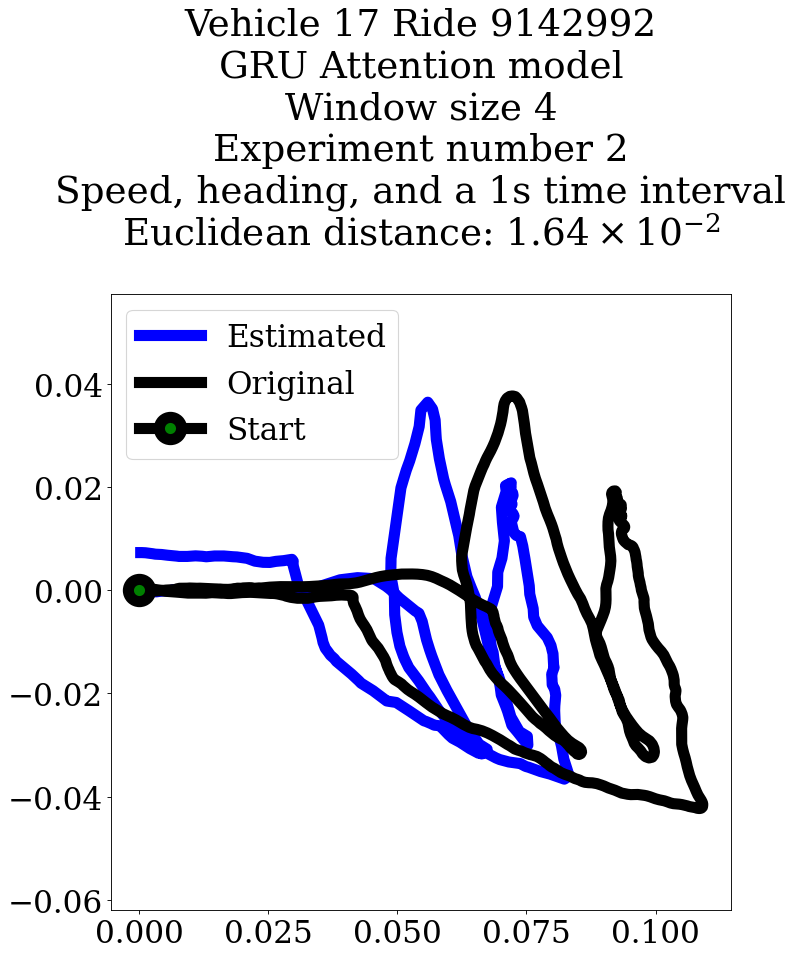 Vehicle 17 Ride 9142992
GRU Attention model
Window size 4
Experiment number 2
Speed, heading, and a 1s time interval
Euclidean distance: 1.64 × 10⁻²
Estimated
Original
Start
0.04
0.02
0.00
−0.02
−0.04
−0.06
0.000 0.025 0.050 0.075 0.100